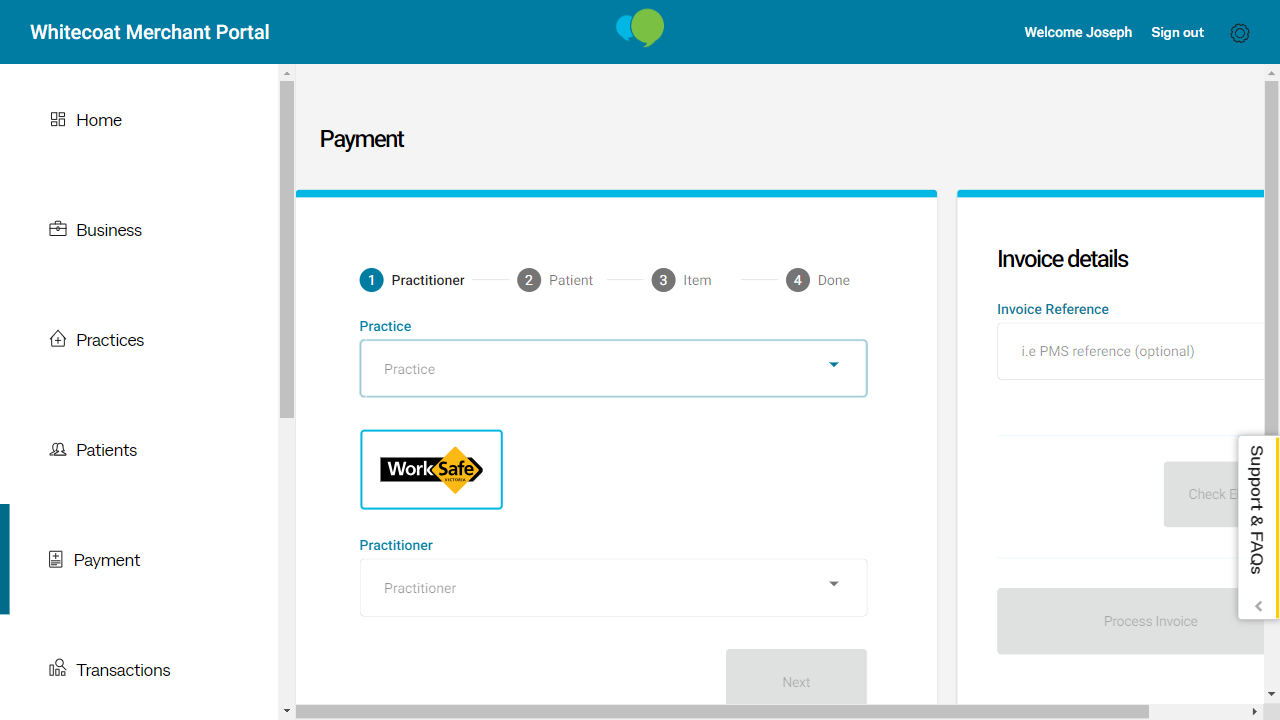 Whitecoat Merchant Portal
Welcome Joseph
Sign out
Home
Business
Practices
Patients
Payment
Transactions
Payment
1 Practitioner
2 Patient
3 Item
4 Done
Practice
Practice
WorkSafe
VICTORIA
Practitioner
Practitioner
Next
Invoice details
Invoice Reference
i.e PMS reference (optional)
Check E
Process Invoice
Support & FAQs